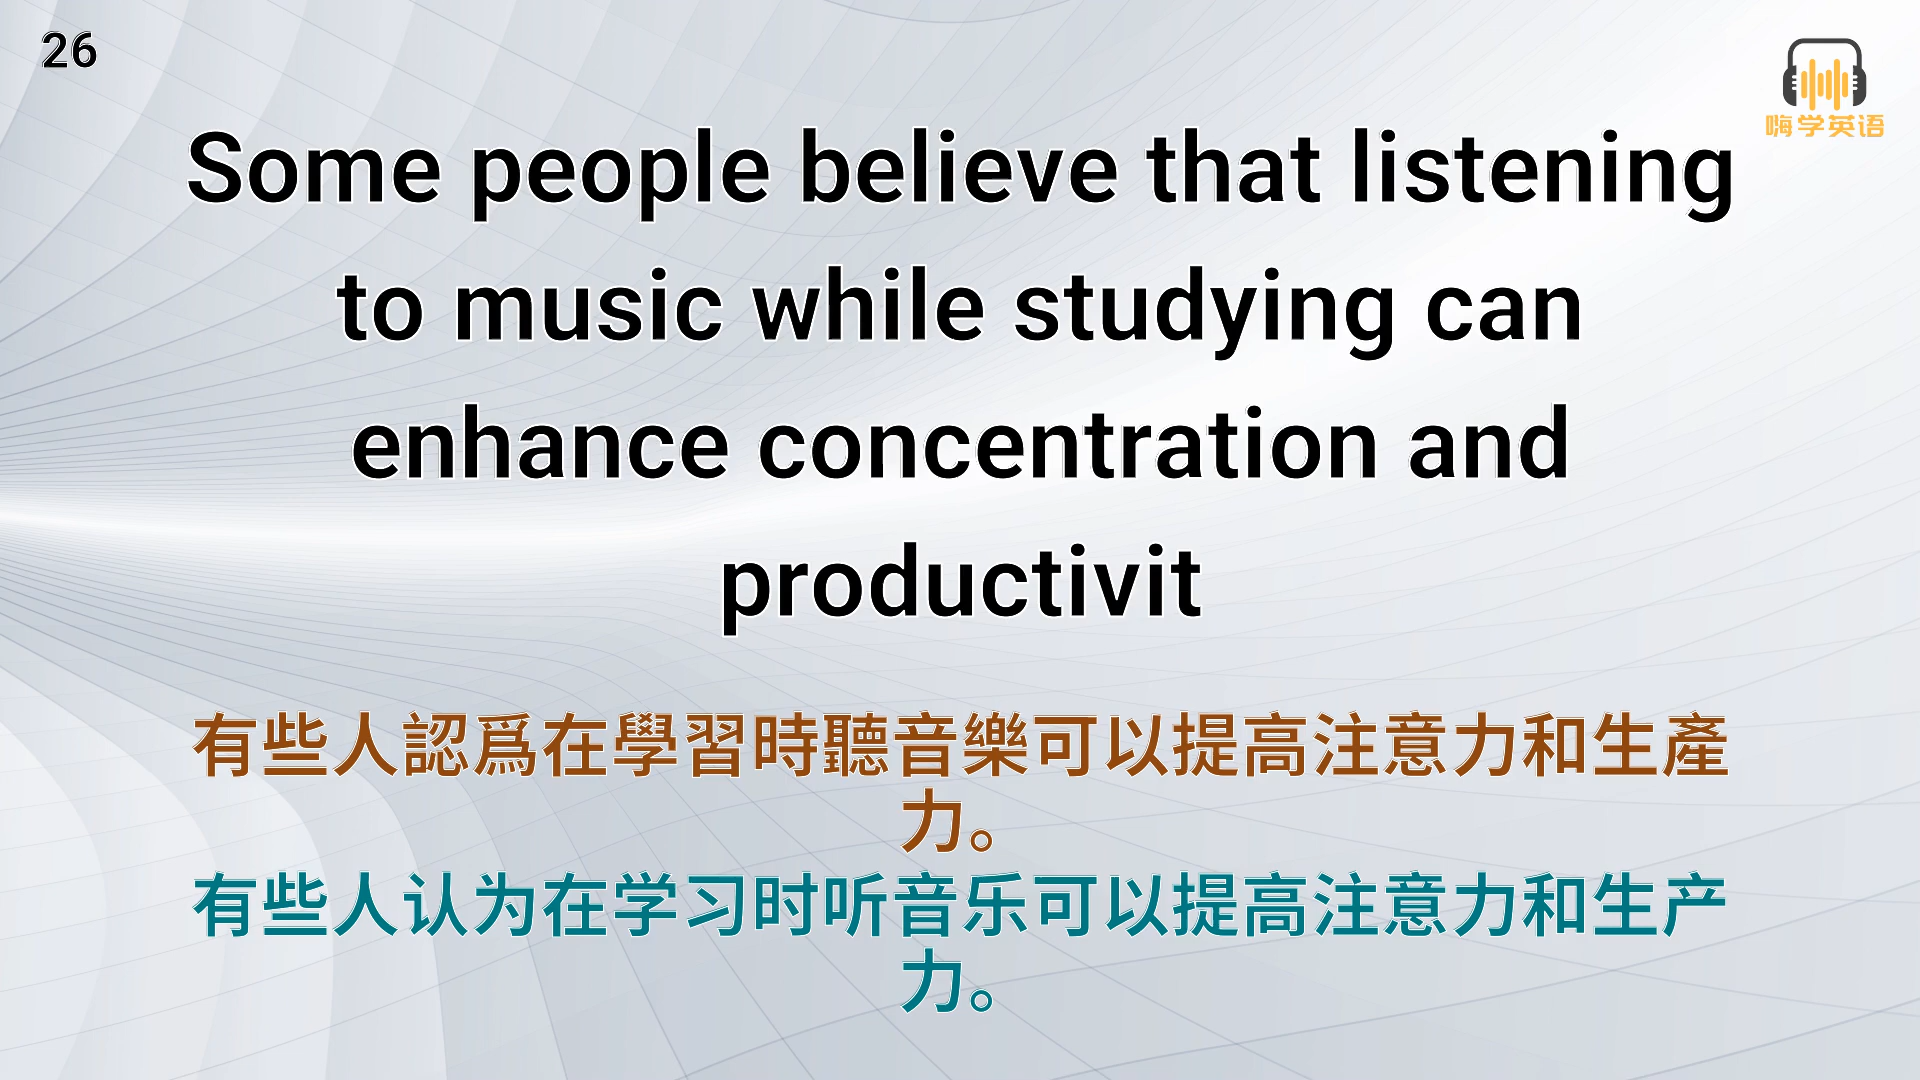 26
嗨学英语
Some people believe that listening
to music while studying can
enhance concentration and
productivit
有些人認爲在學習時聽音樂可以提高注意力和生產
力。
有些人认为在学习时听音乐可以提高注意力和生产
力。